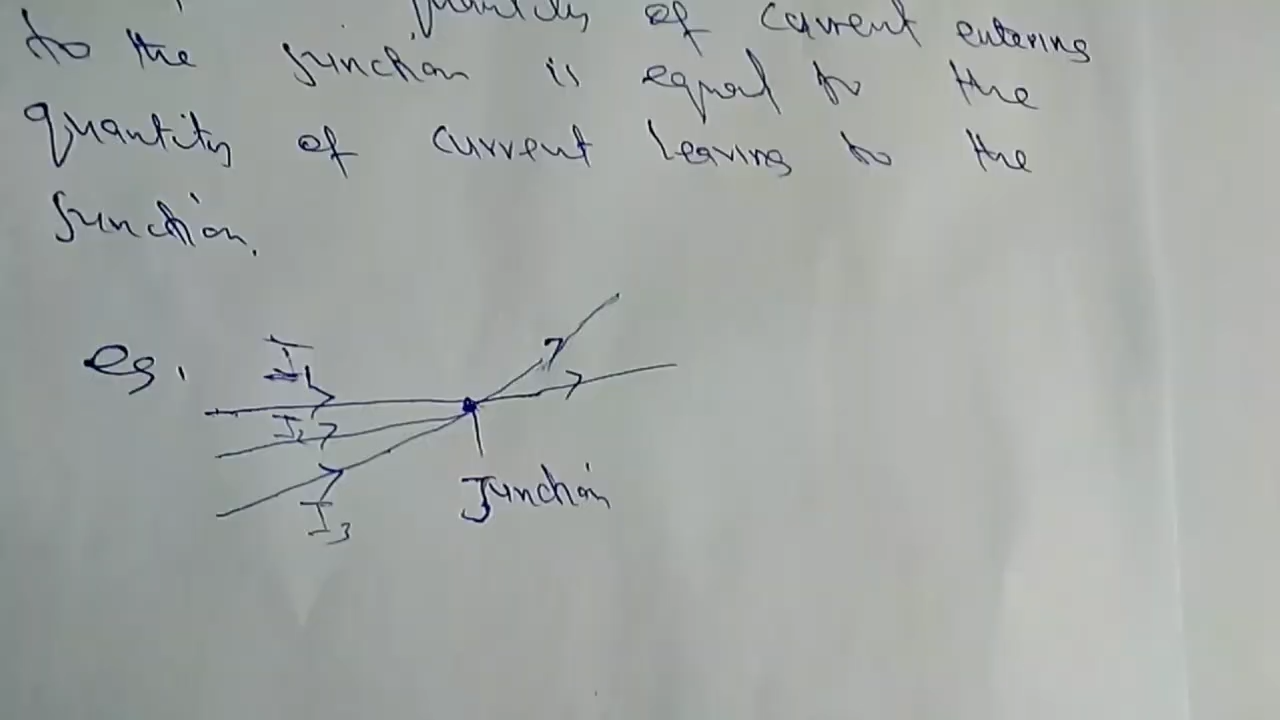 quantity of current entering
to the junction is equal to the
quantity of current leaving to the
junction.
eg.
I1
I2
I3
Junction